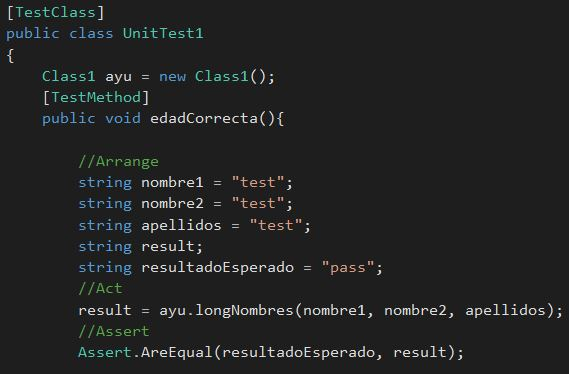 [TestClass]
public class UnitTest1
{
    Class1 ayu = new Class1();
    [TestMethod]
    public void edadCorrecta(){

        //Arrange
        string nombre1 = "test";
        string nombre2 = "test";
        string apellidos = "test";
        string result;
        string resultadoEsperado = "pass";
        //Act
        result = ayu.longNombres(nombre1, nombre2, apellidos);
        //Assert
        Assert.AreEqual(resultadoEsperado, result);